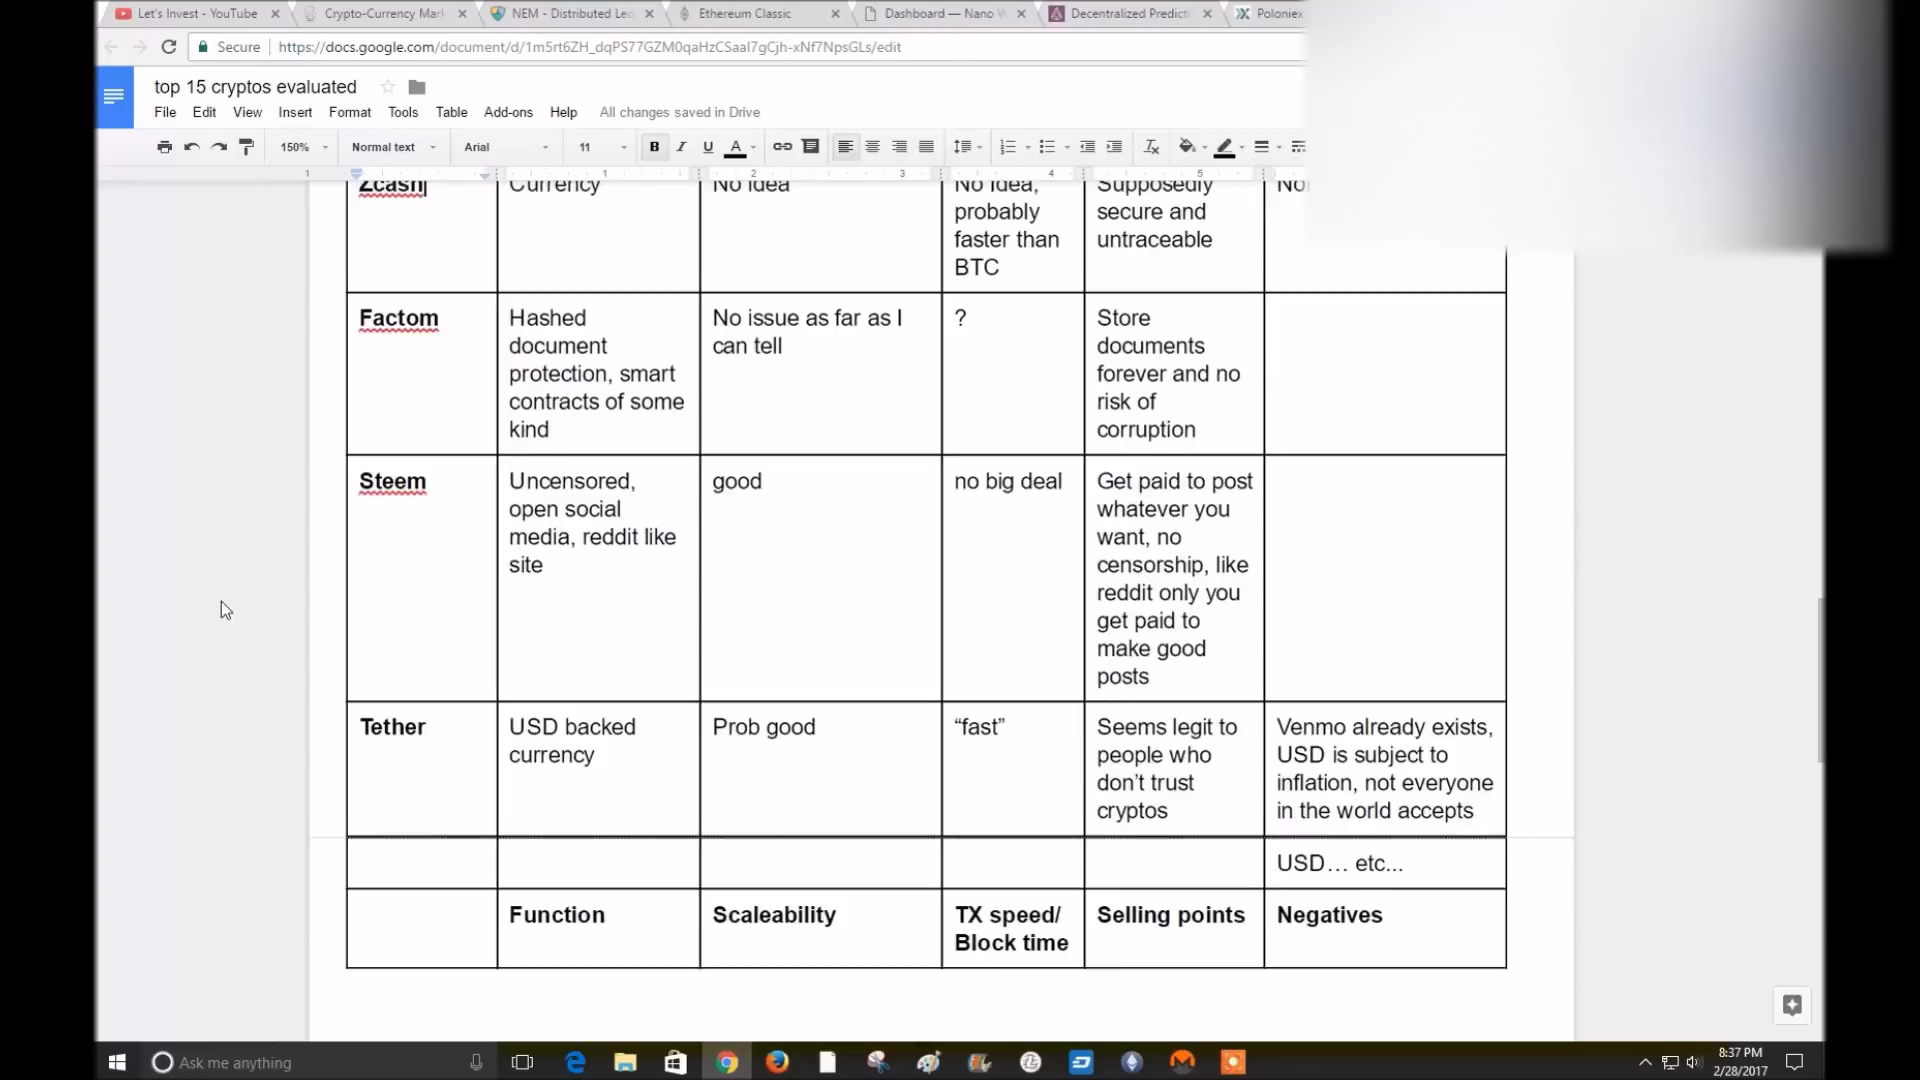 Let's Invest - YouTube
Crypto-Currency Mar
NEM - Distributed Led
Ethereum Classic
Dashboard — Nano
Decentralized Predict
Poloniex
Secure
https://docs.google.com/document/d/1m5rt6ZH_dqPS77GZM0qaHzCSaal7gCjh-xNf7NpsGLs/edit
top 15 cryptos evaluated
File Edit View Insert Format Tools Table Add-ons Help All changes saved in Drive
150% Normal text Arial 11 B I U A
1 1 2 3 4 5
Zcash
Currency
No idea
No idea,
probably
faster than
BTC
Supposedly
secure and
untraceable
Factom
Hashed
document
protection, smart
contracts of some
kind
No issue as far as I
can tell
?
Store
documents
forever and no
risk of
corruption
Steem
Uncensored,
open social
media, reddit like
site
good
no big deal
Get paid to post
whatever you
want, no
censorship, like
reddit only you
get paid to
make good
posts
Tether
USD backed
currency
Prob good
“fast”
Seems legit to
people who
don’t trust
cryptos
Venmo already exists,
USD is subject to
inflation, not everyone
in the world accepts
USD… etc...
Function
Scaleability
TX speed/
Block time
Selling points
Negatives
Ask me anything
8:37 PM
2/28/2017